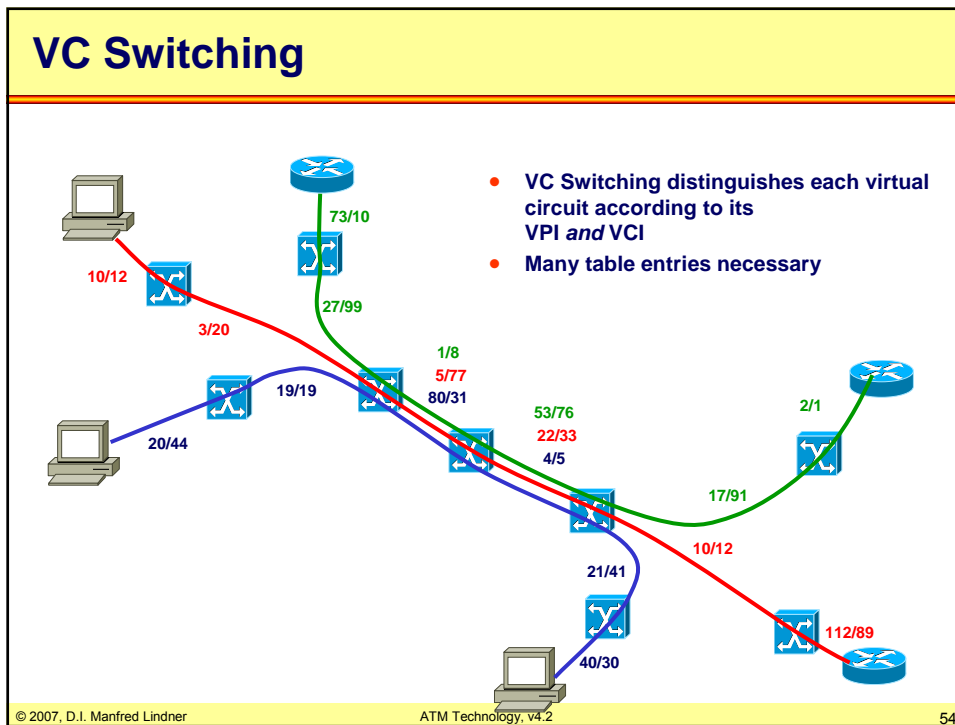 VC Switching
• VC Switching distinguishes each virtual
circuit according to its
VPI and VCI
• Many table entries necessary
73/10
10/12
27/99
3/20
1/8
5/77
80/31
19/19
20/44
53/76
22/33
4/5
2/1
17/91
10/12
21/41
112/89
40/30
© 2007, D.I. Manfred Lindner
ATM Technology, v4.2
54